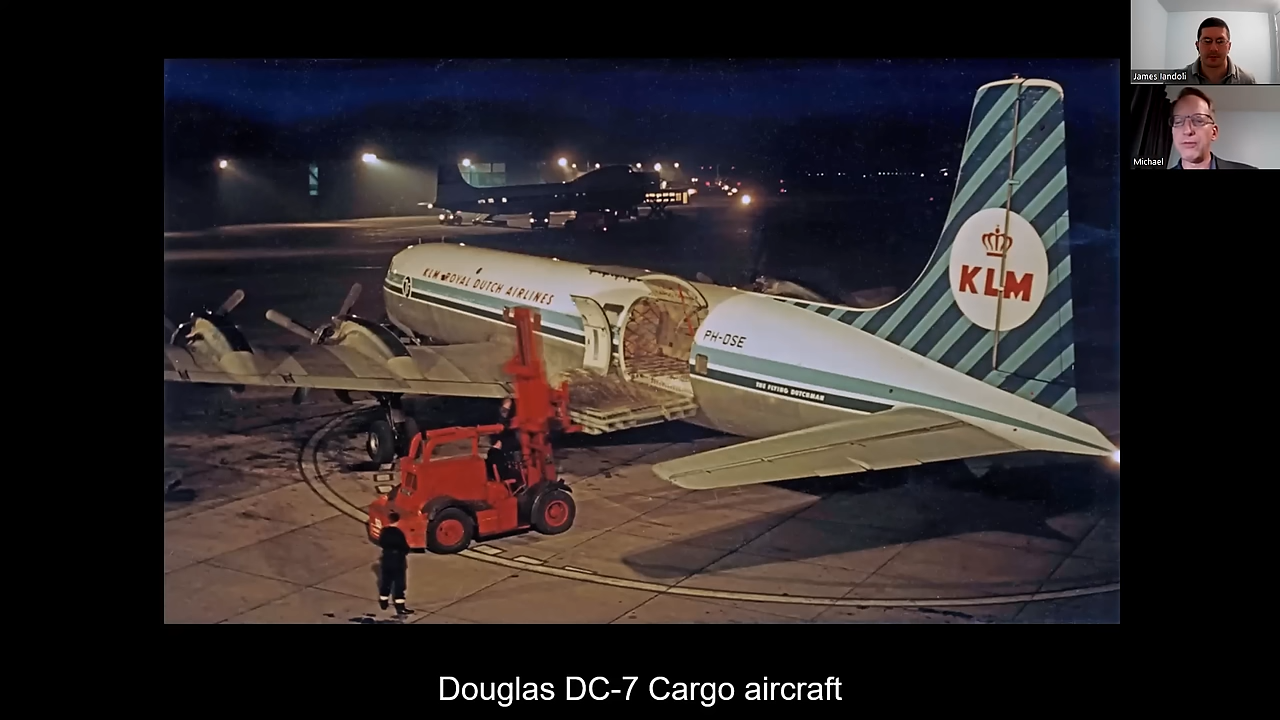 James Iandoli
Michael
KLM ROYAL DUTCH AIRLINES
KLM
PH-DSE
THE FLYING DUTCHMAN
Douglas DC-7 Cargo aircraft